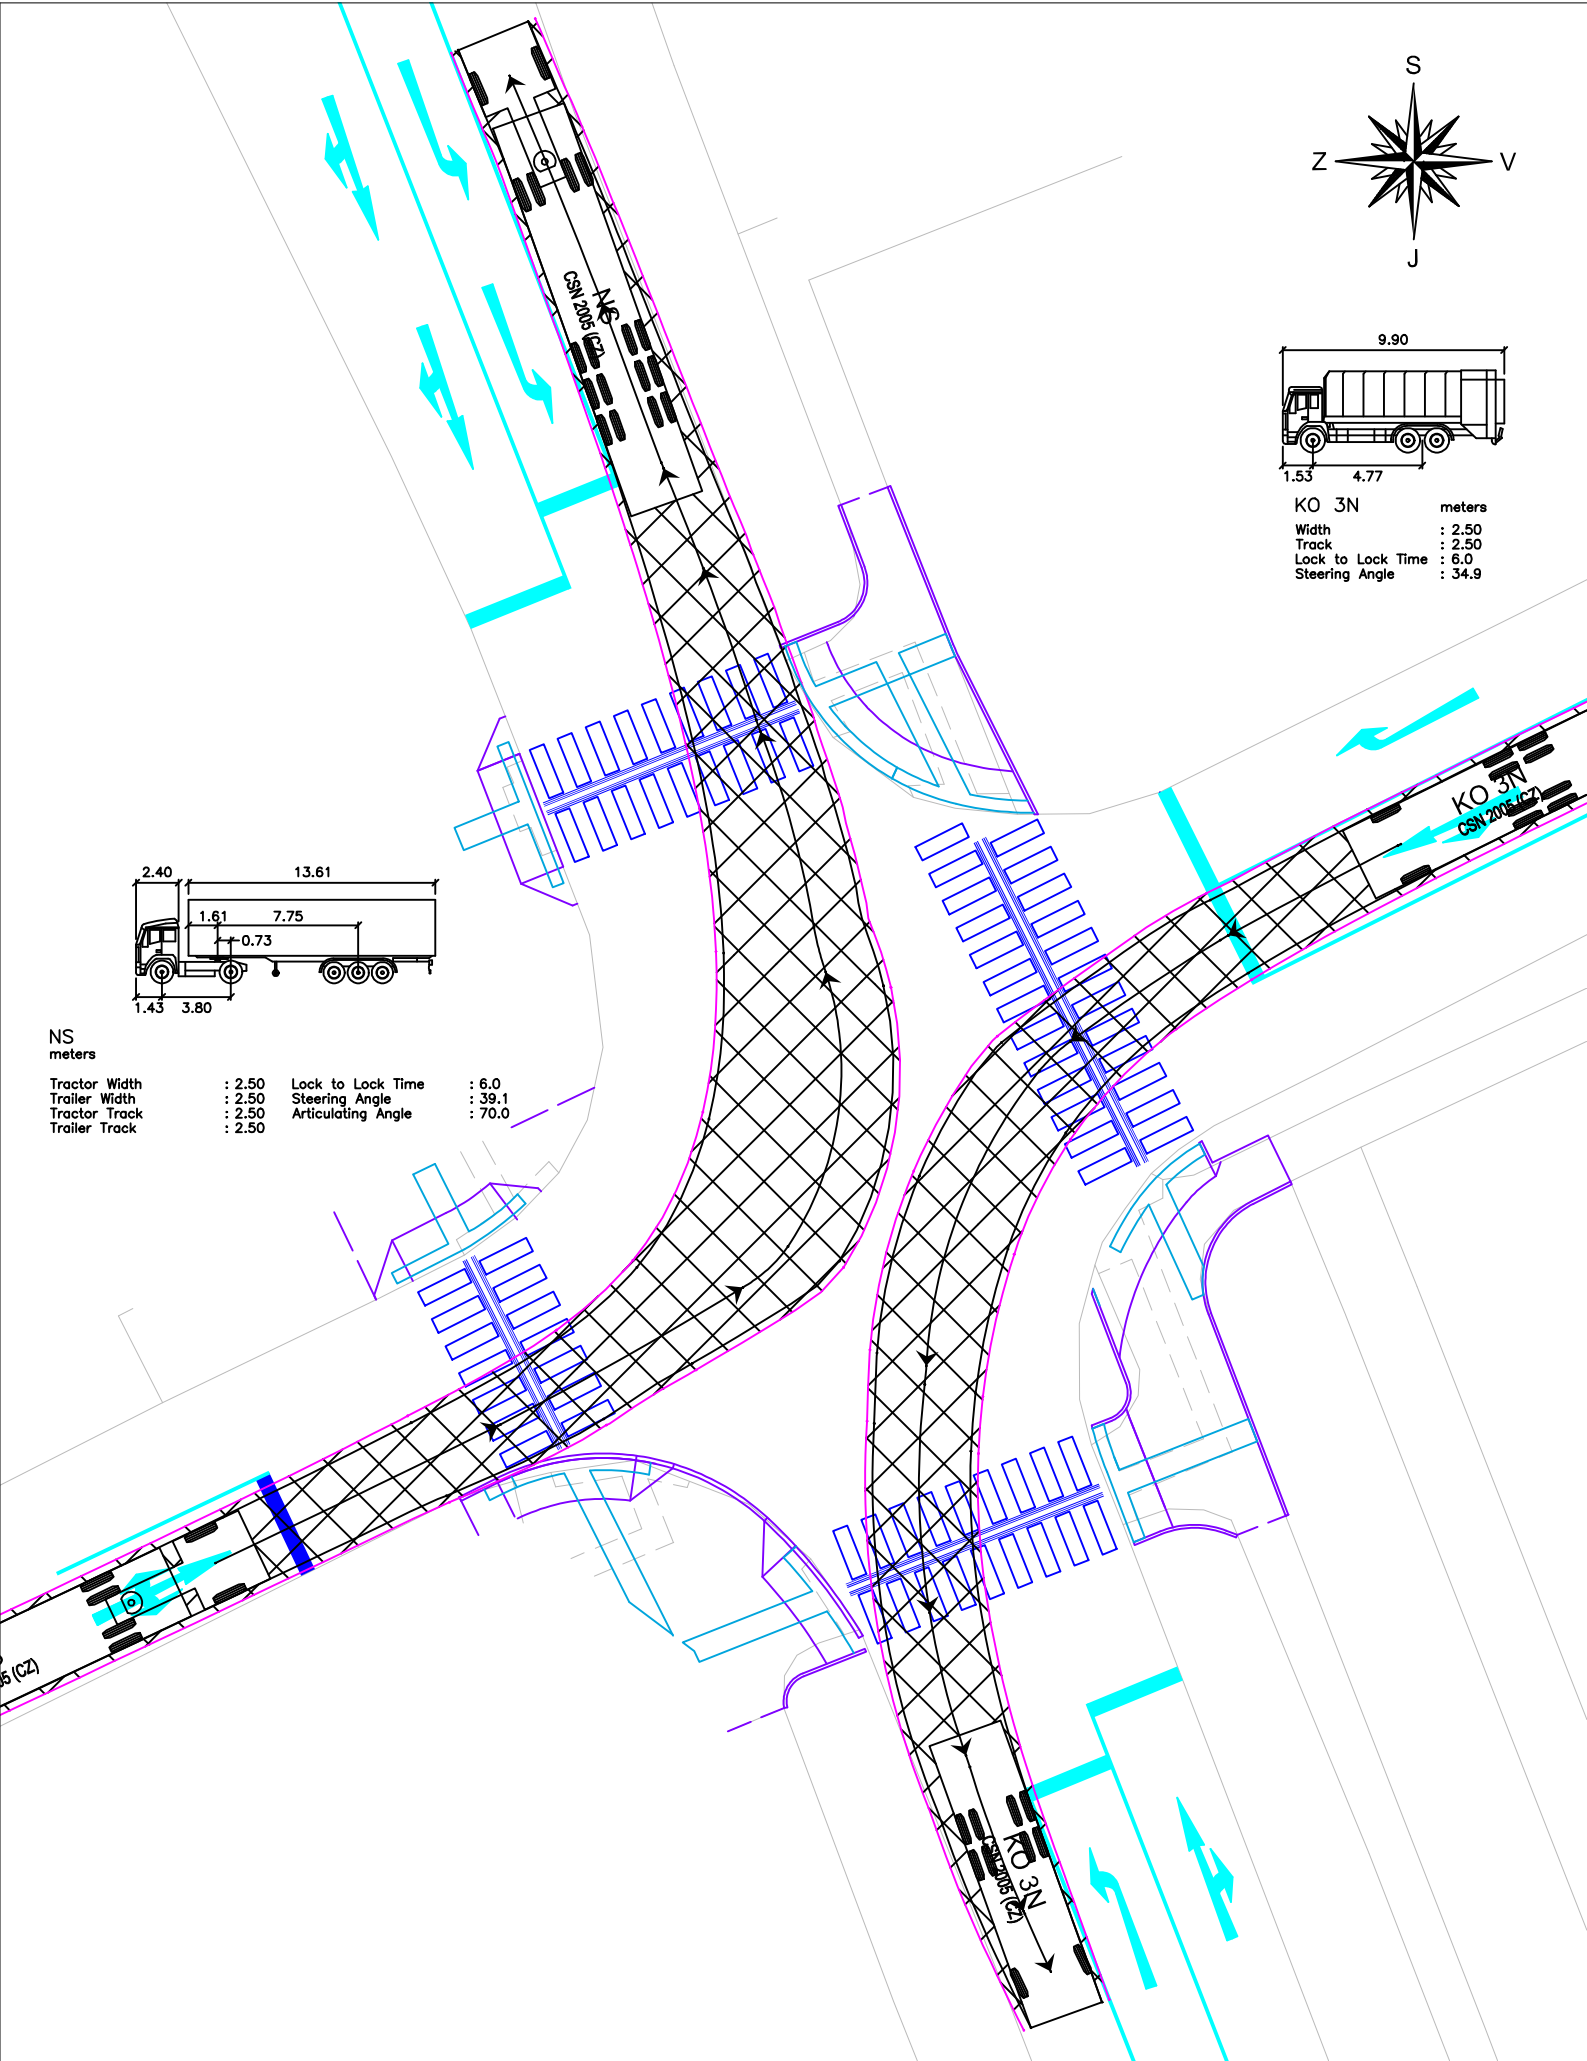 S
Z V
J
9.90
1.53 4.77
KO 3N meters
Width : 2.50
Track : 2.50
Lock to Lock Time : 6.0
Steering Angle : 34.9
NS
CSN 2005 (CZ)
KO 3N
CSN 2005 (CZ)
2.40 13.61
1.61 7.75
0.73
1.43 3.80
NS
meters
Tractor Width : 2.50 Lock to Lock Time : 6.0
Trailer Width : 2.50 Steering Angle : 39.1
Tractor Track : 2.50 Articulating Angle : 70.0
Trailer Track : 2.50
(CZ)
KO 3N
CSN 2005 (CZ)